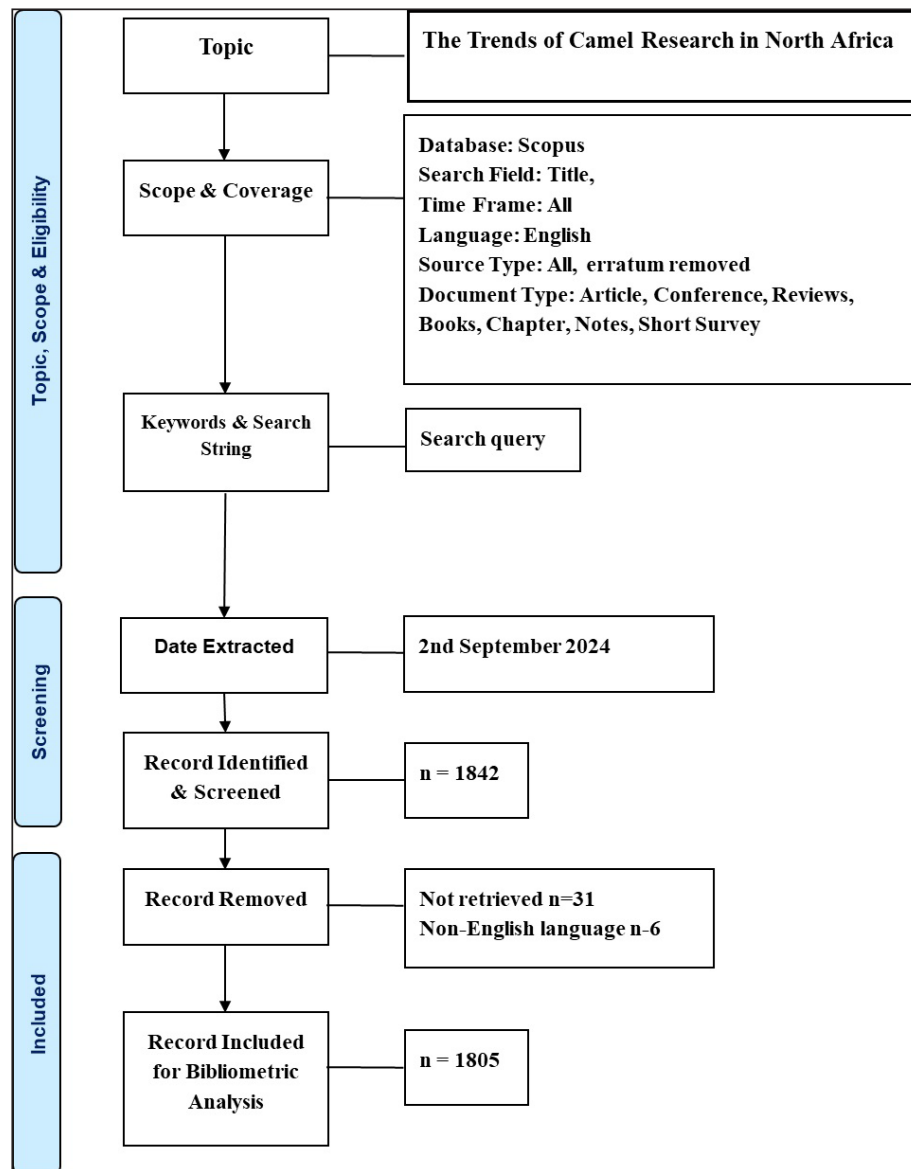 Topic, Scope & Eligibility
Topic
The Trends of Camel Research in North Africa
Scope & Coverage
Database: Scopus
Search Field: Title,
Time Frame: All
Language: English
Source Type: All, erratum removed
Document Type: Article, Conference, Reviews,
Books, Chapter, Notes, Short Survey
Keywords & Search
String
Search query
Screening
Date Extracted
2nd September 2024
Record Identified
& Screened
n = 1842
Included
Record Removed
Not retrieved n=31
Non-English language n-6
Record Included
for Bibliometric
Analysis
n = 1805